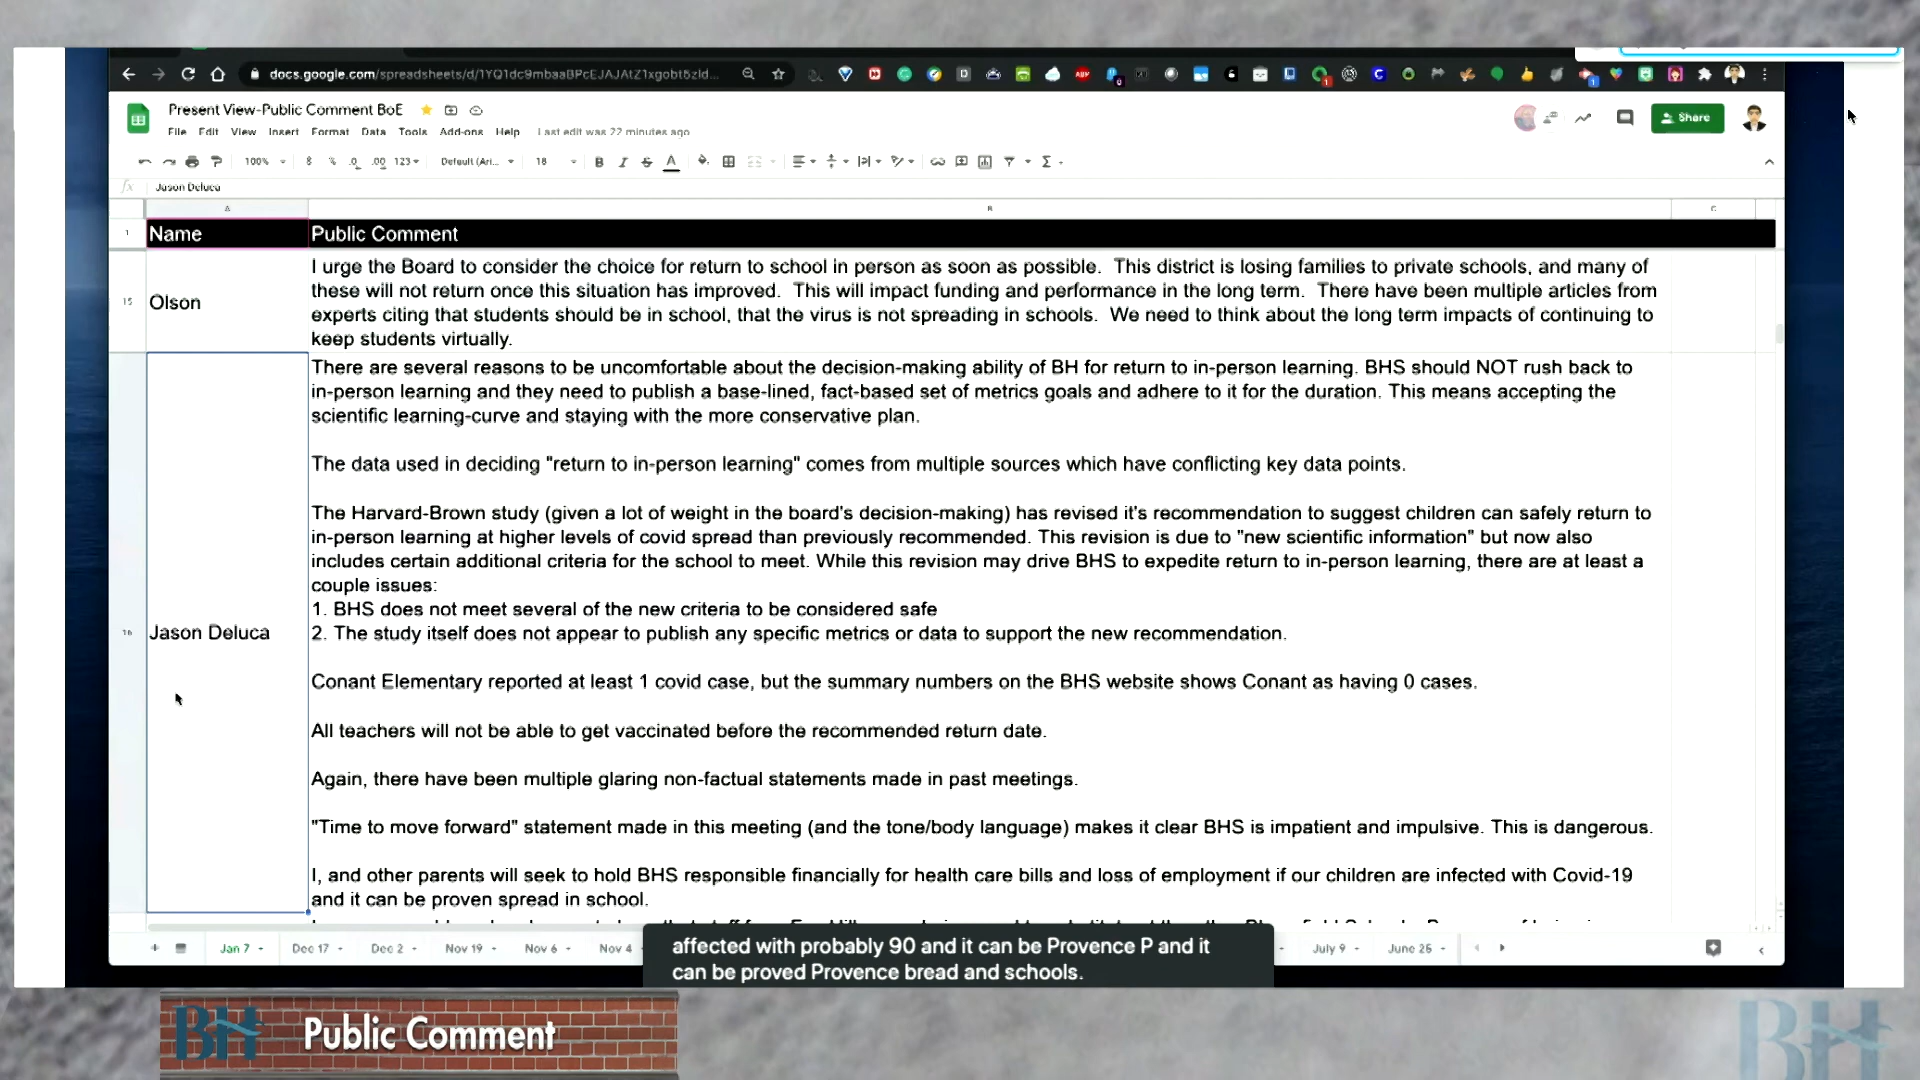 docs.google.com/spreadsheets/d/1YQ1dc9mbaaBPcEJAJAtZ1xgobt5zld...
Present View-Public Comment BoE
File Edit View Insert Format Data Tools Add-ons Help Last edit was 22 minutes ago
Share
100% $ % .0 .00 123 Default (Ari... 18 B I S A
fx Jason Deluca
A B C
1 Name Public Comment
I urge the Board to consider the choice for return to school in person as soon as possible. This district is losing families to private schools, and many of
these will not return once this situation has improved. This will impact funding and performance in the long term. There have been multiple articles from
15 Olson
experts citing that students should be in school, that the virus is not spreading in schools. We need to think about the long term impacts of continuing to
keep students virtually.
There are several reasons to be uncomfortable about the decision-making ability of BH for return to in-person learning. BHS should NOT rush back to
in-person learning and they need to publish a base-lined, fact-based set of metrics goals and adhere to it for the duration. This means accepting the
scientific learning-curve and staying with the more conservative plan.
The data used in deciding "return to in-person learning" comes from multiple sources which have conflicting key data points.
The Harvard-Brown study (given a lot of weight in the board's decision-making) has revised it's recommendation to suggest children can safely return to
in-person learning at higher levels of covid spread than previously recommended. This revision is due to "new scientific information" but now also
includes certain additional criteria for the school to meet. While this revision may drive BHS to expedite return to in-person learning, there are at least a
couple issues:
1. BHS does not meet several of the new criteria to be considered safe
16 Jason Deluca
2. The study itself does not appear to publish any specific metrics or data to support the new recommendation.
Conant Elementary reported at least 1 covid case, but the summary numbers on the BHS website shows Conant as having 0 cases.
All teachers will not be able to get vaccinated before the recommended return date.
Again, there have been multiple glaring non-factual statements made in past meetings.
"Time to move forward" statement made in this meeting (and the tone/body language) makes it clear BHS is impatient and impulsive. This is dangerous.
I, and other parents will seek to hold BHS responsible financially for health care bills and loss of employment if our children are infected with Covid-19
and it can be proven spread in school.
Jan 7 Dec 17 Dec 2 Nov 19 Nov 6 Nov 4 July 9 June 25
affected with probably 90 and it can be Provence P and it
can be proved Provence bread and schools.
BH Public Comment
BH